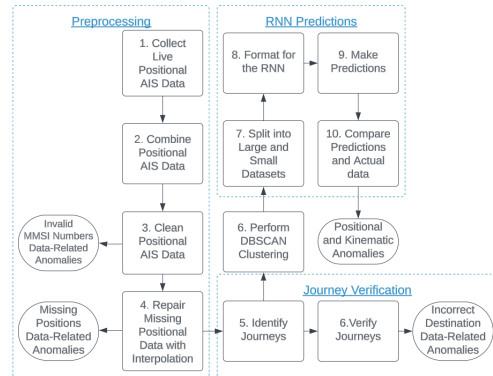 Preprocessing
1. Collect
Live
Positional
AIS Data
2. Combine
Positional
AIS Data
3. Clean
Positional
AIS Data
Invalid
MMSI Numbers
Data-Related
Anomalies
4. Repair
Missing
Positional
Data with
Interpolation
Missing
Positions
Data-Related
Anomalies
RNN Predictions
8. Format for
the RNN
9. Make
Predictions
7. Split into
Large and
Small
Datasets
10. Compare
Predictions
and Actual
data
6. Perform
DBSCAN
Clustering
Positional
and Kinematic
Anomalies
Journey Verification
5. Identify
Journeys
6.Verify
Journeys
Incorrect
Destination
Data-Related
Anomalies